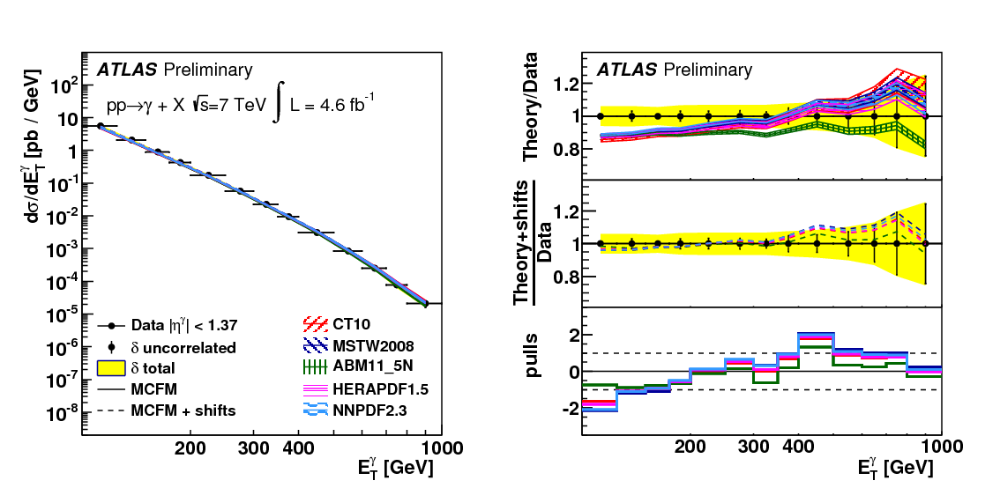 ATLAS Preliminary
pp→γ + X √s=7 TeV ∫ L = 4.6 fb⁻¹
dσ/dE_T^γ [pb / GeV]
10²
10
1
10⁻¹
10⁻²
10⁻³
10⁻⁴
10⁻⁵
10⁻⁶
10⁻⁷
10⁻⁸
Data |η^γ| < 1.37
δ uncorrelated
δ total
MCFM
MCFM + shifts
CT10
MSTW2008
ABM11_5N
HERAPDF1.5
NNPDF2.3
200 300 400 1000
E_T^γ [GeV]
ATLAS Preliminary
Theory/Data
1.2
1
0.8
Theory+shifts
Data
1.2
1
0.8
pulls
2
0
-2
200 300 400 1000
E_T^γ [GeV]